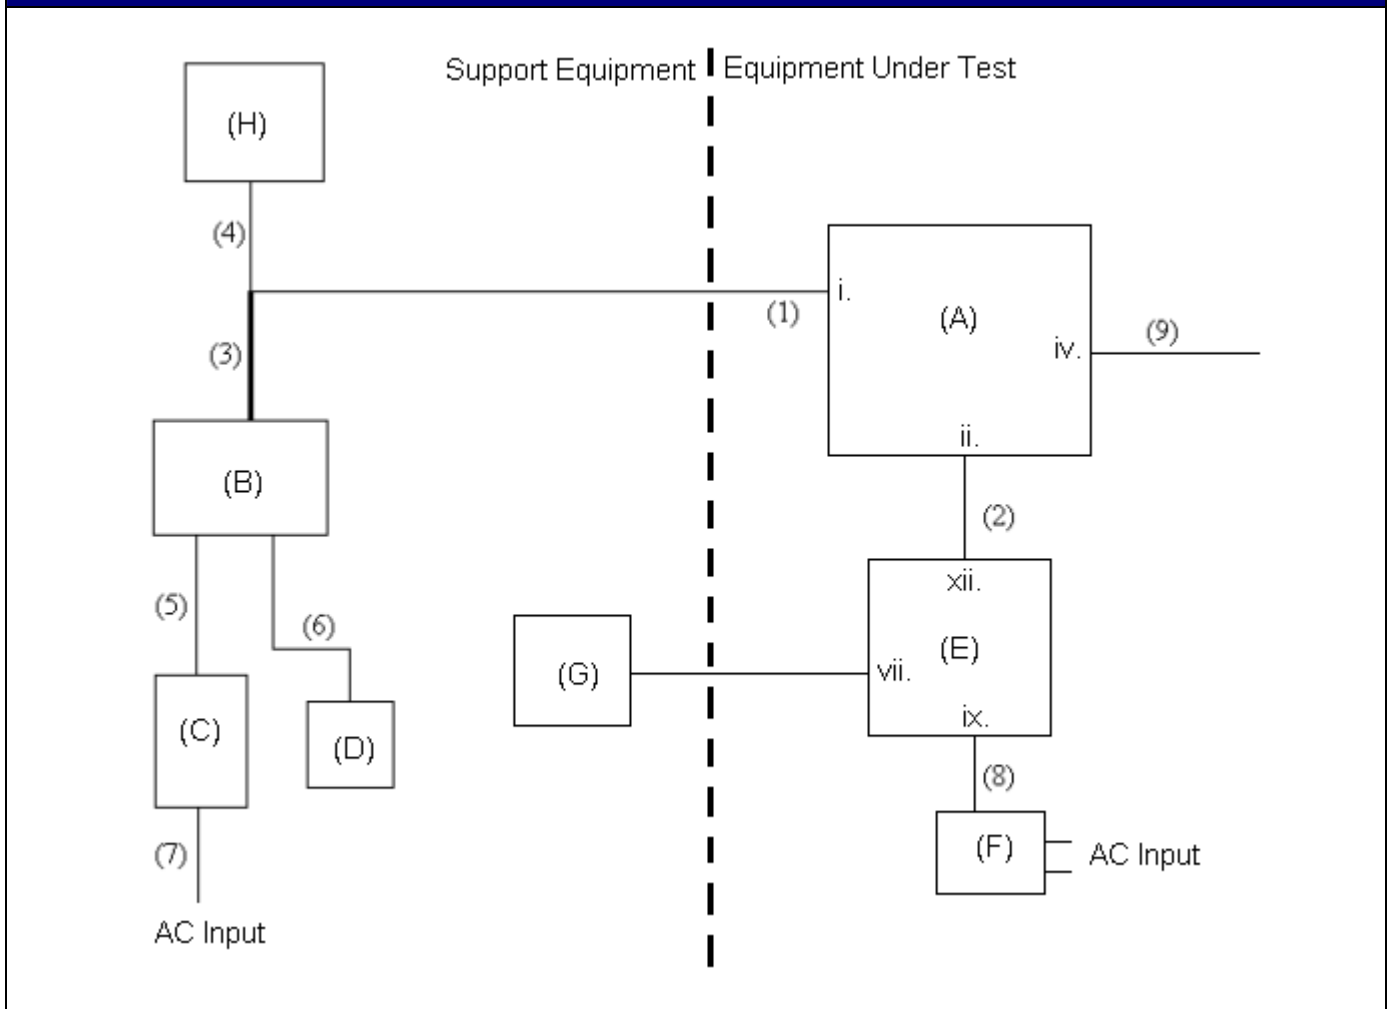 Support Equipment
Equipment Under Test
(H)
(4)
i.
(1)
(A)
(9)
iv.
(3)
ii.
(B)
(2)
xii.
(5)
(6)
(E)
(G)
vii.
ix.
(C)
(D)
(8)
(F)
AC Input
(7)
AC Input